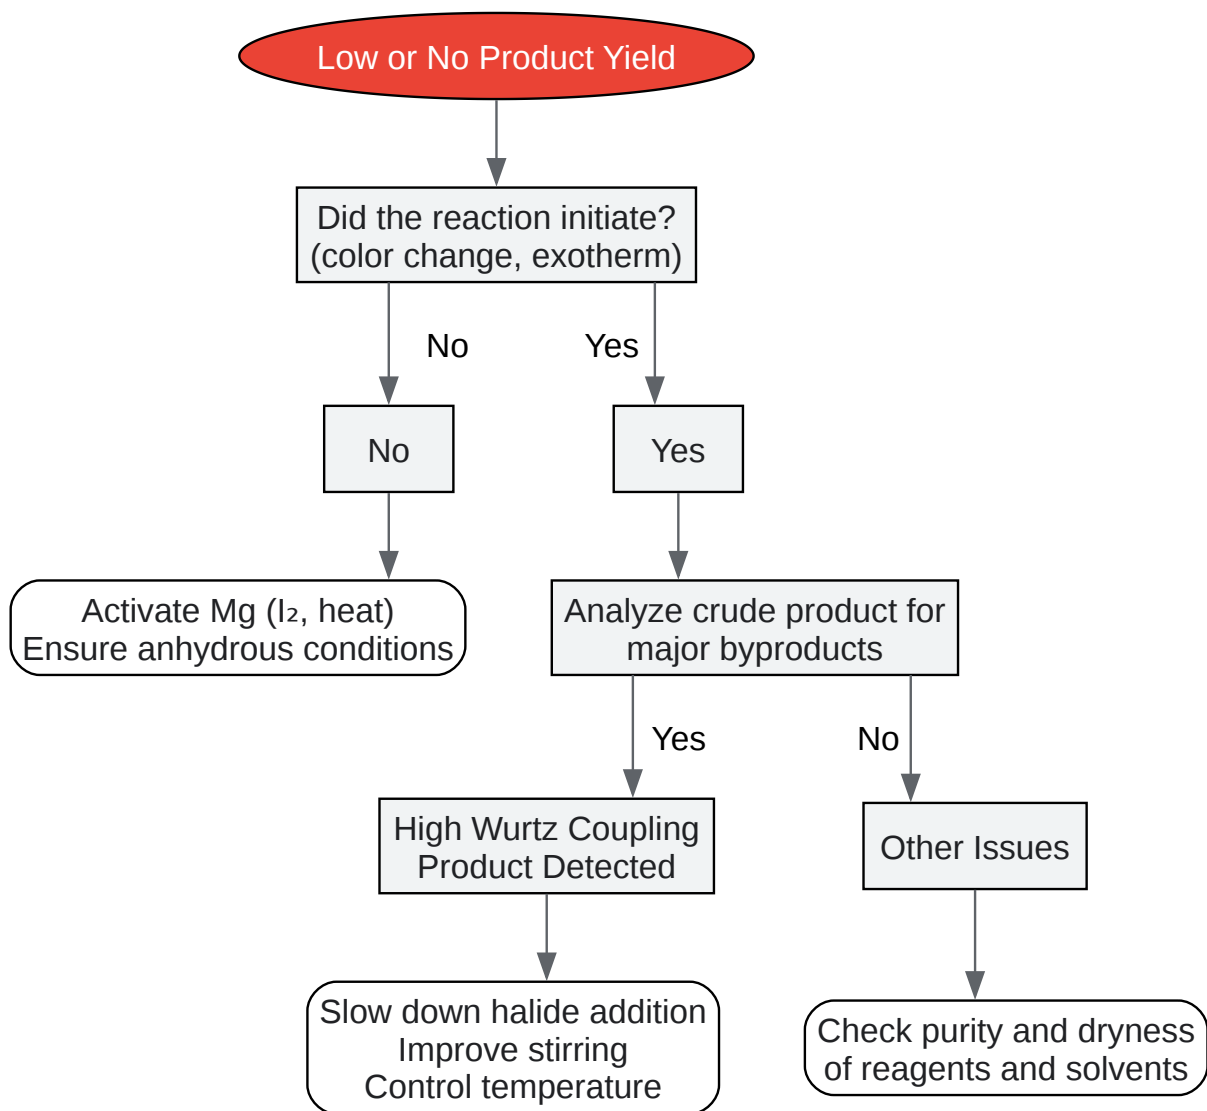 Low or No Product Yield
Did the reaction initiate?
(color change, exotherm)
No
Yes
No
Yes
Activate Mg (I₂, heat)
Ensure anhydrous conditions
Analyze crude product for
major byproducts
Yes
No
High Wurtz Coupling
Product Detected
Other Issues
Slow down halide addition
Improve stirring
Control temperature
Check purity and dryness
of reagents and solvents